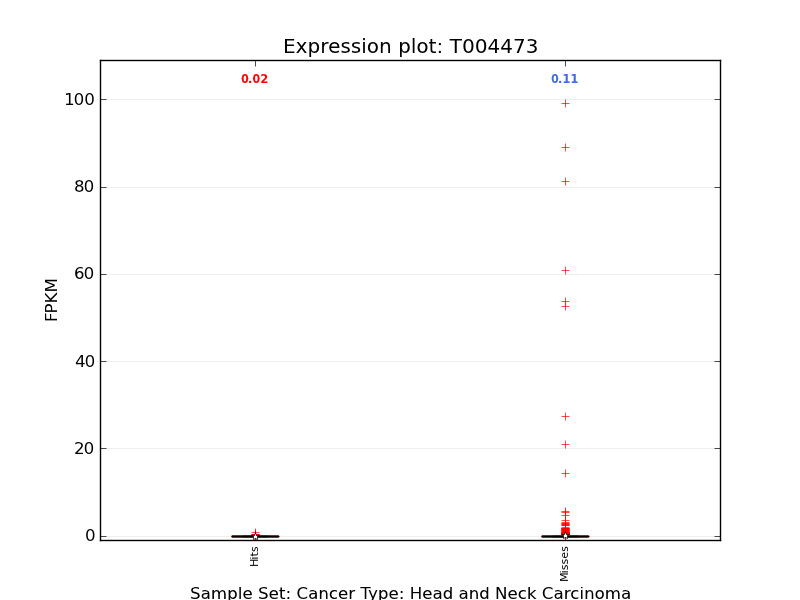 Expression plot: T004473
0.02
0.11
100
80
60
40
20
0
FPKM
Hits
Misses
Sample Set: Cancer Type: Head and Neck Carcinoma